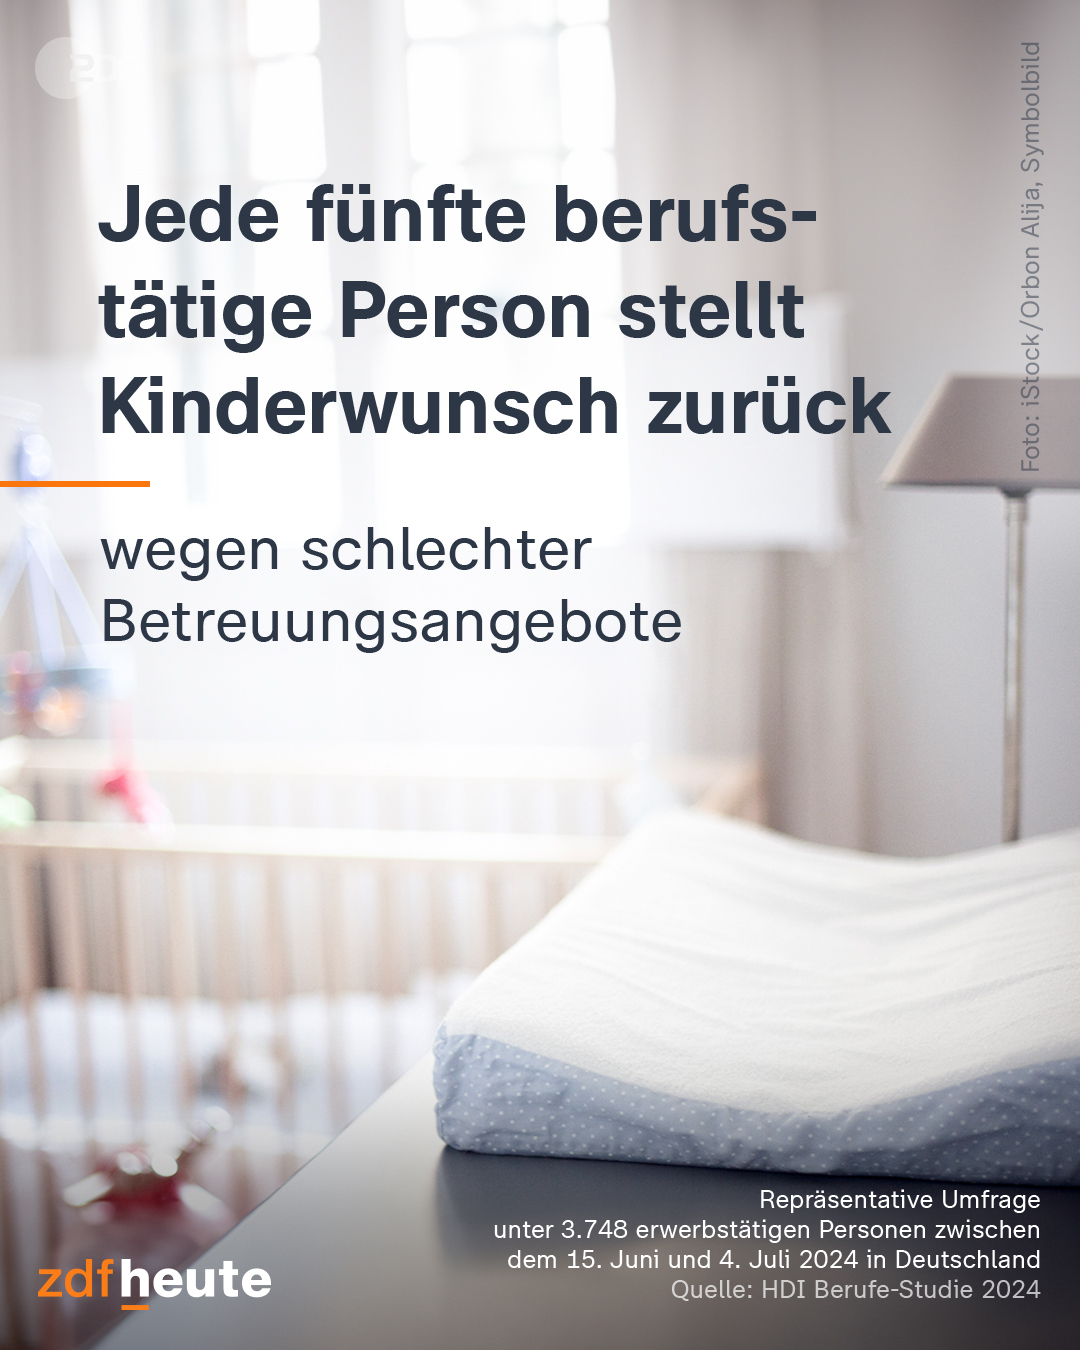 Jede fünfte berufs-
tätige Person stellt
Kinderwunsch zurück
wegen schlechter
Betreuungsangebote
Foto: iStock/Orbon Alija, Symbolbild
Repräsentative Umfrage
unter 3.748 erwerbstätigen Personen zwischen
dem 15. Juni und 4. Juli 2024 in Deutschland
Quelle: HDI Berufe-Studie 2024
zdfheute